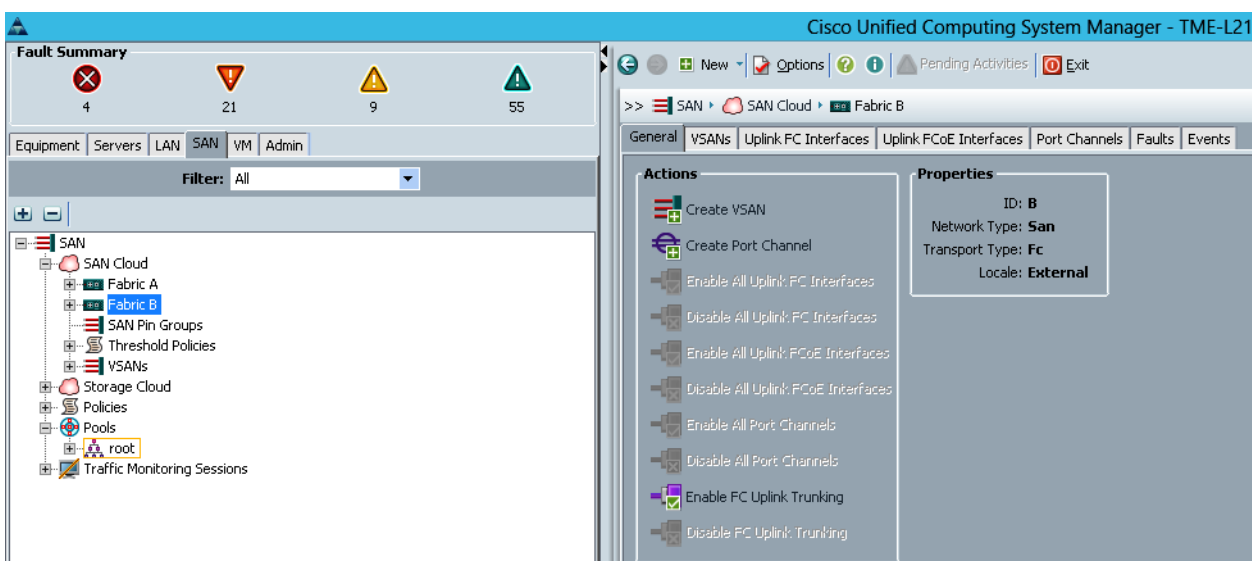 Cisco Unified Computing System Manager - TME-L21
Fault Summary
4 21 9 55
New Options Pending Activities Exit
>> SAN SAN Cloud Fabric B
Equipment Servers LAN SAN VM Admin
Filter: All
SAN
SAN Cloud
Fabric A
Fabric B
SAN Pin Groups
Threshold Policies
VSANs
Storage Cloud
Policies
Pools
root
Traffic Monitoring Sessions
General VSANs Uplink FC Interfaces Uplink FCoE Interfaces Port Channels Faults Events
Actions
Create VSAN
Create Port Channel
Enable All Uplink FC Interfaces
Disable All Uplink FC Interfaces
Enable All Uplink FCoE Interfaces
Disable All Uplink FCoE Interfaces
Enable All Port Channels
Disable All Port Channels
Enable FC Uplink Trunking
Disable FC Uplink Trunking
Properties
ID: B
Network Type: San
Transport Type: Fc
Locale: External